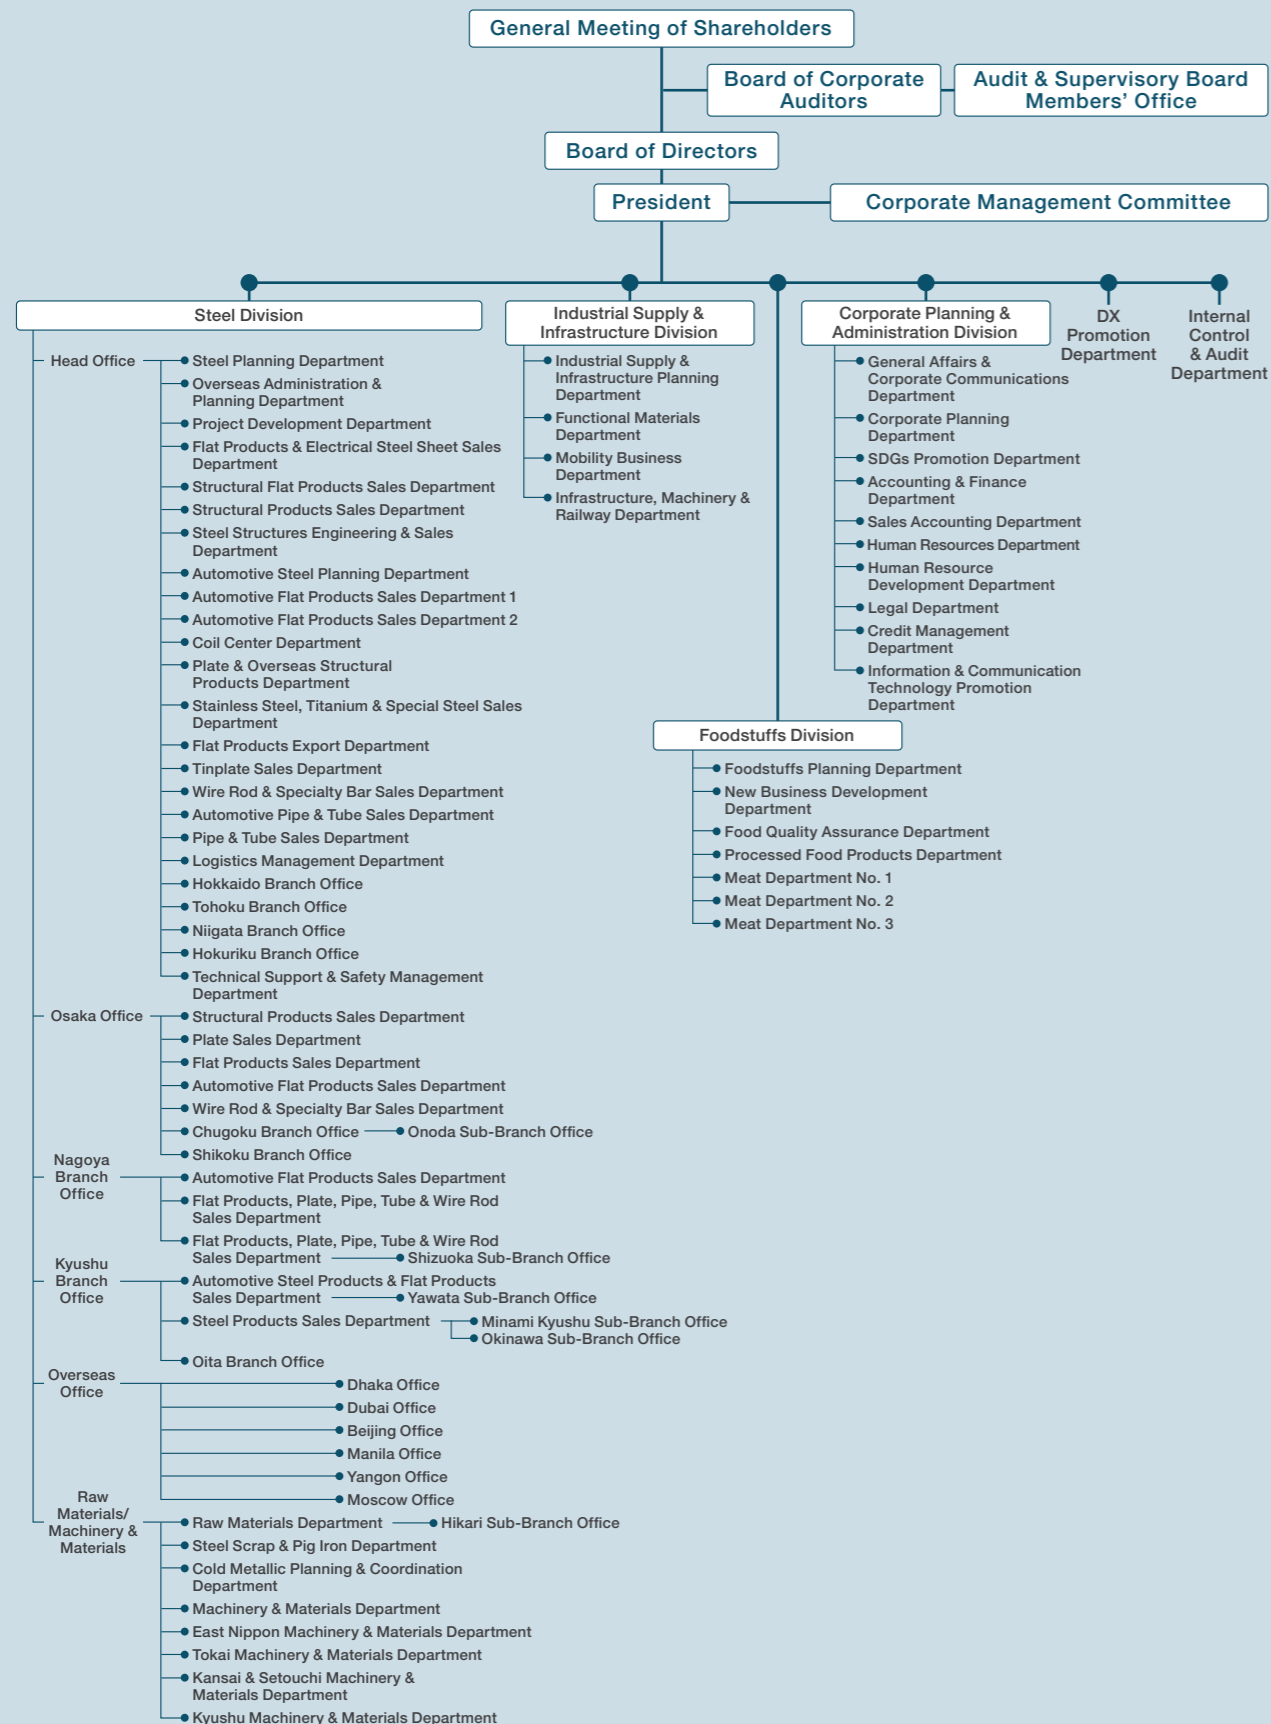 General Meeting of Shareholders
Board of Corporate
Auditors
Audit & Supervisory Board
Members’ Office
Board of Directors
President
Corporate Management Committee
Steel Division
Head Office
Steel Planning Department
Overseas Administration &
Planning Department
Project Development Department
Flat Products & Electrical Steel Sheet Sales
Department
Structural Flat Products Sales Department
Structural Products Sales Department
Steel Structures Engineering & Sales
Department
Automotive Steel Planning Department
Automotive Flat Products Sales Department 1
Automotive Flat Products Sales Department 2
Coil Center Department
Plate & Overseas Structural
Products Department
Stainless Steel, Titanium & Special Steel Sales
Department
Flat Products Export Department
Tinplate Sales Department
Wire Rod & Specialty Bar Sales Department
Automotive Pipe & Tube Sales Department
Pipe & Tube Sales Department
Logistics Management Department
Hokkaido Branch Office
Tohoku Branch Office
Niigata Branch Office
Hokuriku Branch Office
Technical Support & Safety Management
Department
Osaka Office
Structural Products Sales Department
Plate Sales Department
Flat Products Sales Department
Automotive Flat Products Sales Department
Wire Rod & Specialty Bar Sales Department
Chugoku Branch Office
Onoda Sub-Branch Office
Shikoku Branch Office
Nagoya
Branch
Office
Automotive Flat Products Sales Department
Flat Products, Plate, Pipe, Tube & Wire Rod
Sales Department
Flat Products, Plate, Pipe, Tube & Wire Rod
Sales Department
Shizuoka Sub-Branch Office
Kyushu
Branch
Office
Automotive Steel Products & Flat Products
Sales Department
Yawata Sub-Branch Office
Steel Products Sales Department
Minami Kyushu Sub-Branch Office
Okinawa Sub-Branch Office
Oita Branch Office
Overseas
Office
Dhaka Office
Dubai Office
Beijing Office
Manila Office
Yangon Office
Moscow Office
Raw
Materials/
Machinery &
Materials
Raw Materials Department
Hikari Sub-Branch Office
Steel Scrap & Pig Iron Department
Cold Metallic Planning & Coordination
Department
Machinery & Materials Department
East Nippon Machinery & Materials Department
Tokai Machinery & Materials Department
Kansai & Setouchi Machinery &
Materials Department
Kyushu Machinery & Materials Department
Industrial Supply &
Infrastructure Division
Industrial Supply &
Infrastructure Planning
Department
Functional Materials
Department
Mobility Business
Department
Infrastructure, Machinery &
Railway Department
Foodstuffs Division
Foodstuffs Planning Department
New Business Development
Department
Food Quality Assurance Department
Processed Food Products Department
Meat Department No. 1
Meat Department No. 2
Meat Department No. 3
Corporate Planning &
Administration Division
General Affairs &
Corporate Communications
Department
Corporate Planning
Department
SDGs Promotion Department
Accounting & Finance
Department
Sales Accounting Department
Human Resources Department
Human Resource
Development Department
Legal Department
Credit Management
Department
Information & Communication
Technology Promotion
Department
DX
Promotion
Department
Internal
Control
& Audit
Department